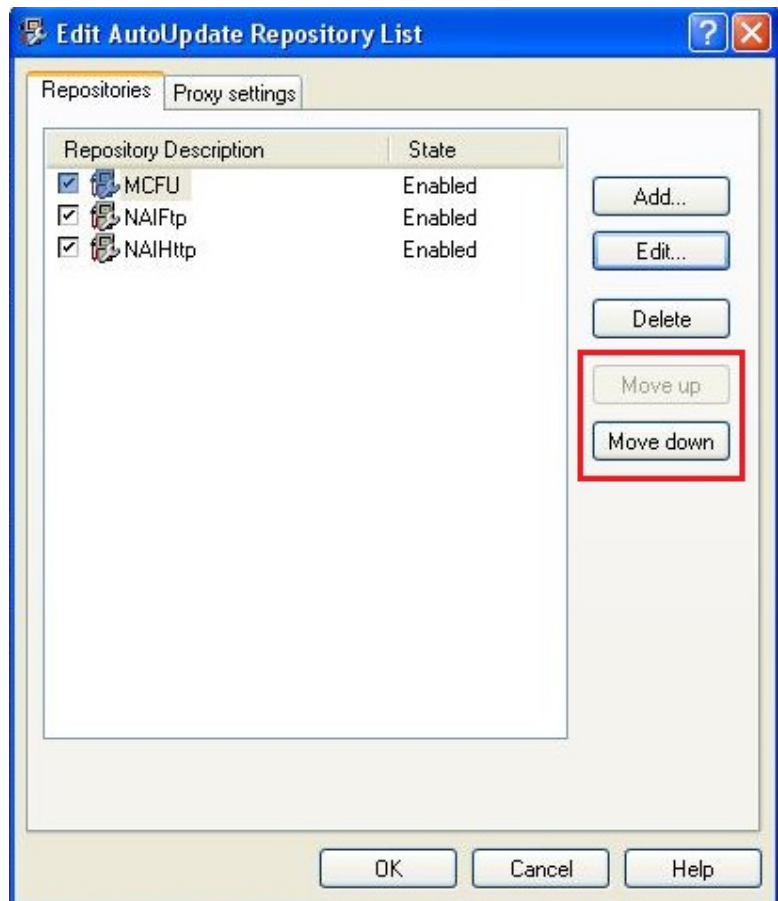 Edit AutoUpdate Repository List
Repositories Proxy settings
Repository Description State
MCFU Enabled
NAIFtp Enabled
NAIHttp Enabled
Add...
Edit...
Delete
Move up
Move down
OK Cancel Help